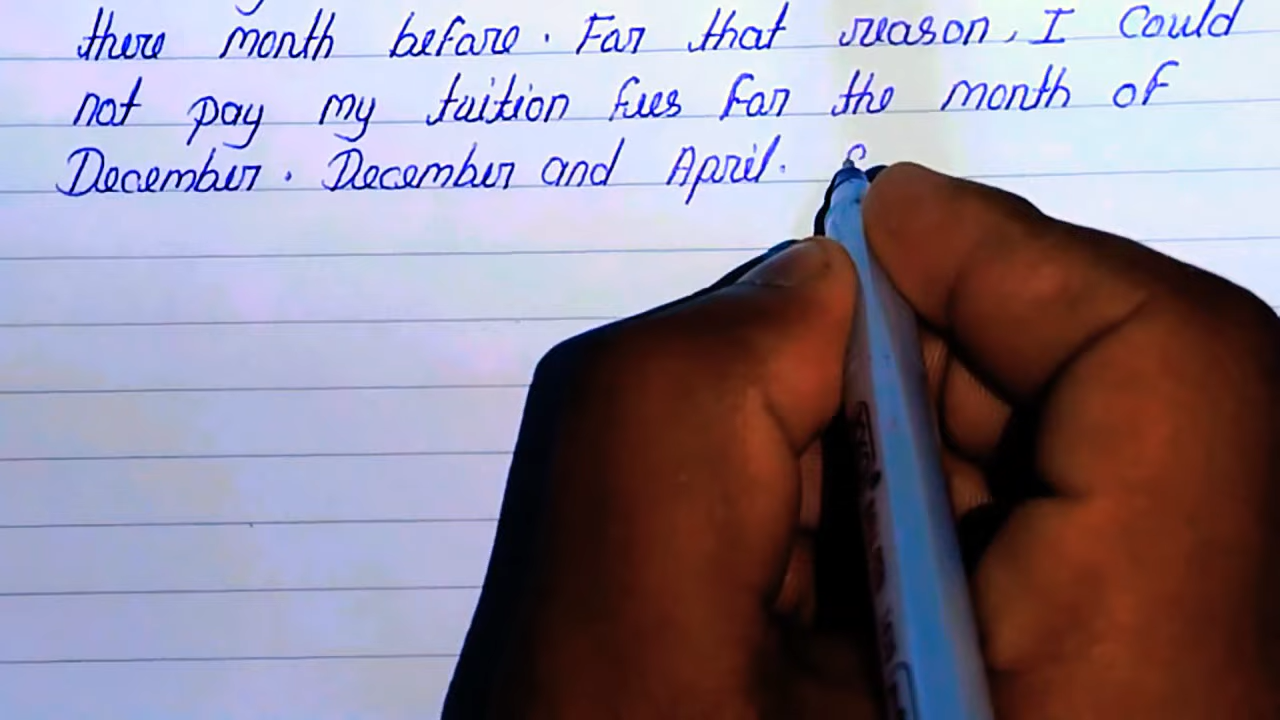 there month before. For that reason, I could
not pay my tuition fees for the month of
December. December and April.